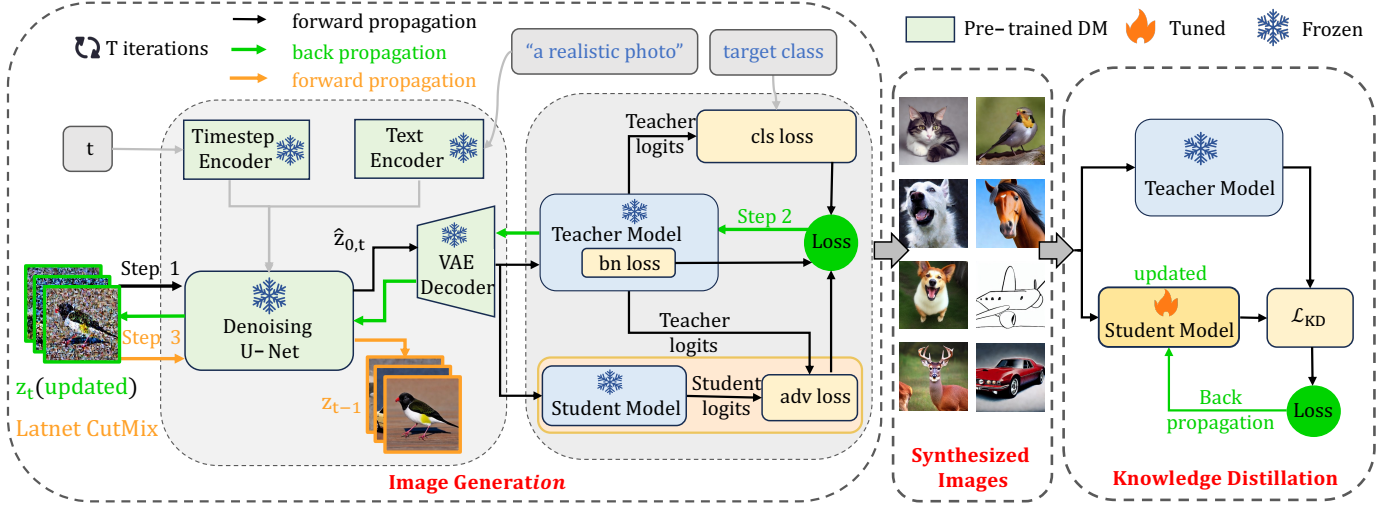 forward propagation
T iterations
back propagation
forward propagation
"a realistic photo"
target class
Pre-trained DM
Tuned
Frozen
t
Timestep
Encoder
Text
Encoder
Teacher
logits
cls loss
Teacher Model
ẑ0,t
VAE
Decoder
Teacher Model
bn loss
Step 2
Loss
Step 1
Denoising
U-Net
Step 3
zt(updated)
Latnet CutMix
zt−1
Teacher
logits
Student Model
Student
logits
adv loss
updated
Student Model
ℒKD
Back
propagation
Loss
Image Generation
Synthesized
Images
Knowledge Distillation